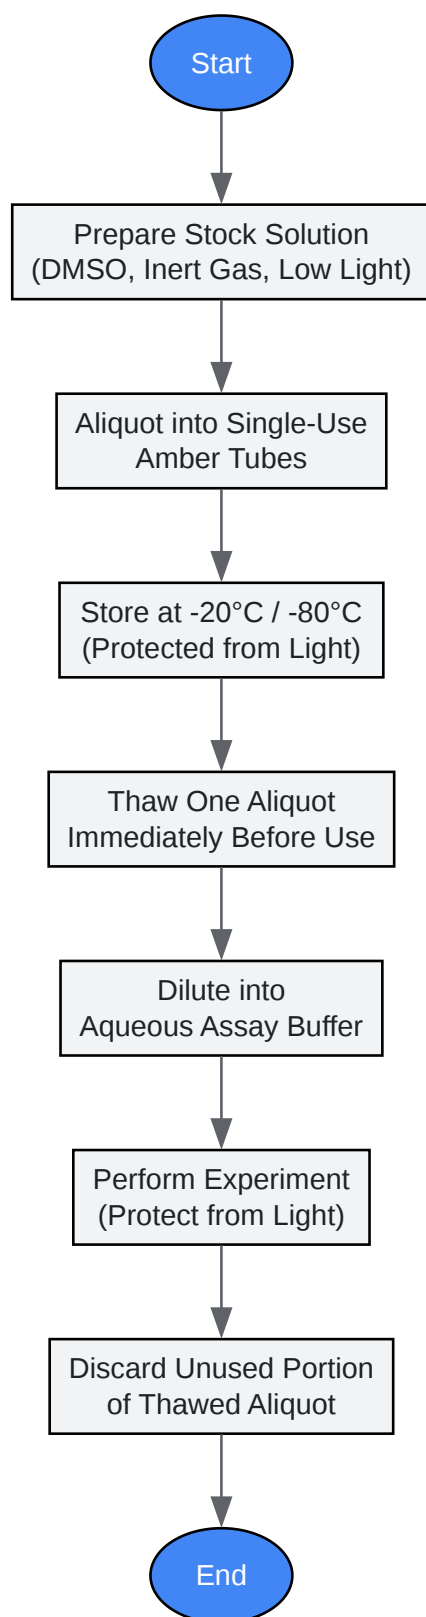 Start
Prepare Stock Solution
(DMSO, Inert Gas, Low Light)
Aliquot into Single-Use
Amber Tubes
Store at -20°C / -80°C
(Protected from Light)
Thaw One Aliquot
Immediately Before Use
Dilute into
Aqueous Assay Buffer
Perform Experiment
(Protect from Light)
Discard Unused Portion
of Thawed Aliquot
End